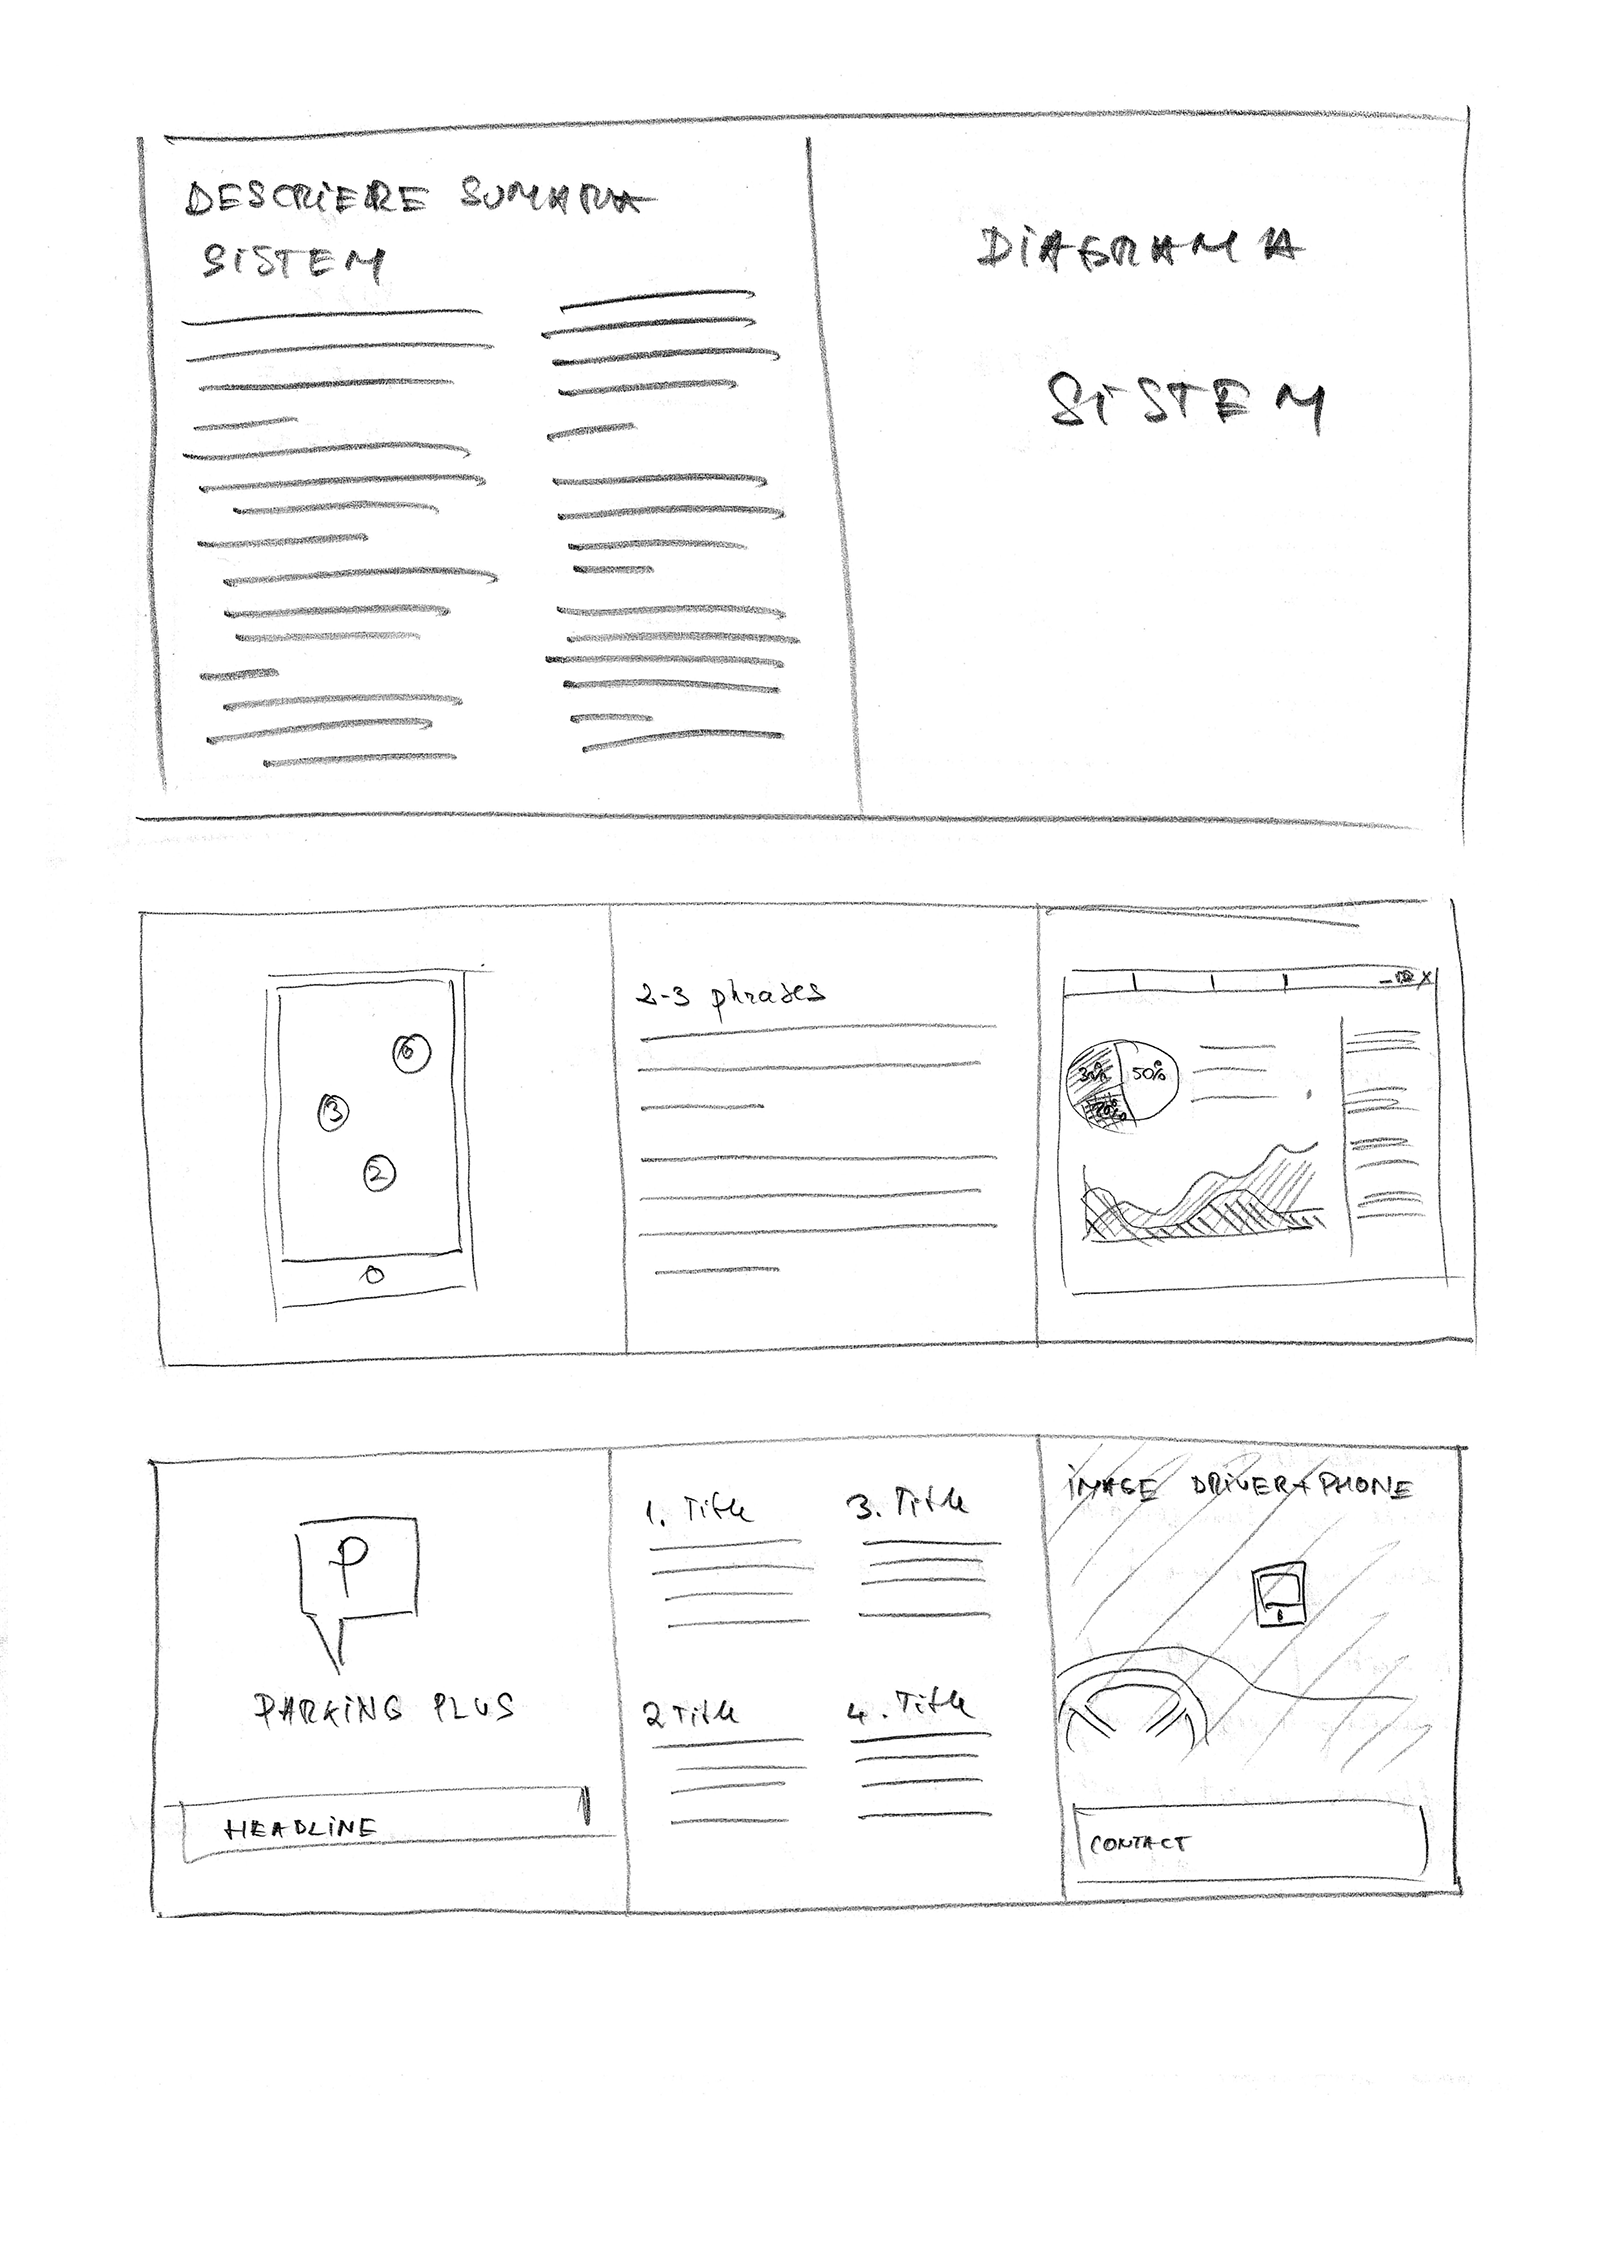 DESCRIERE SUMARA
SISTEM
DIAGRAMA
SISTEM
6
3
2
2-3 phrases
30%
50%
20%
X
P
PARKING PLUS
HEADLINE
1. Title
3. Title
2 Title
4. Title
IMAGE DRIVER+PHONE
CONTACT